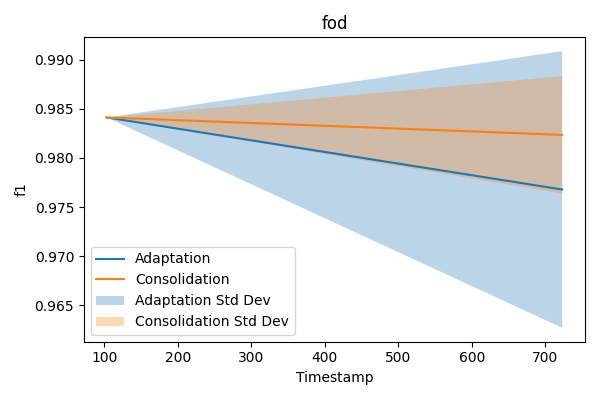 fod
0.990
0.985
0.980
0.975
0.970
0.965
f1
Adaptation
Consolidation
Adaptation Std Dev
Consolidation Std Dev
100 200 300 400 500 600 700
Timestamp